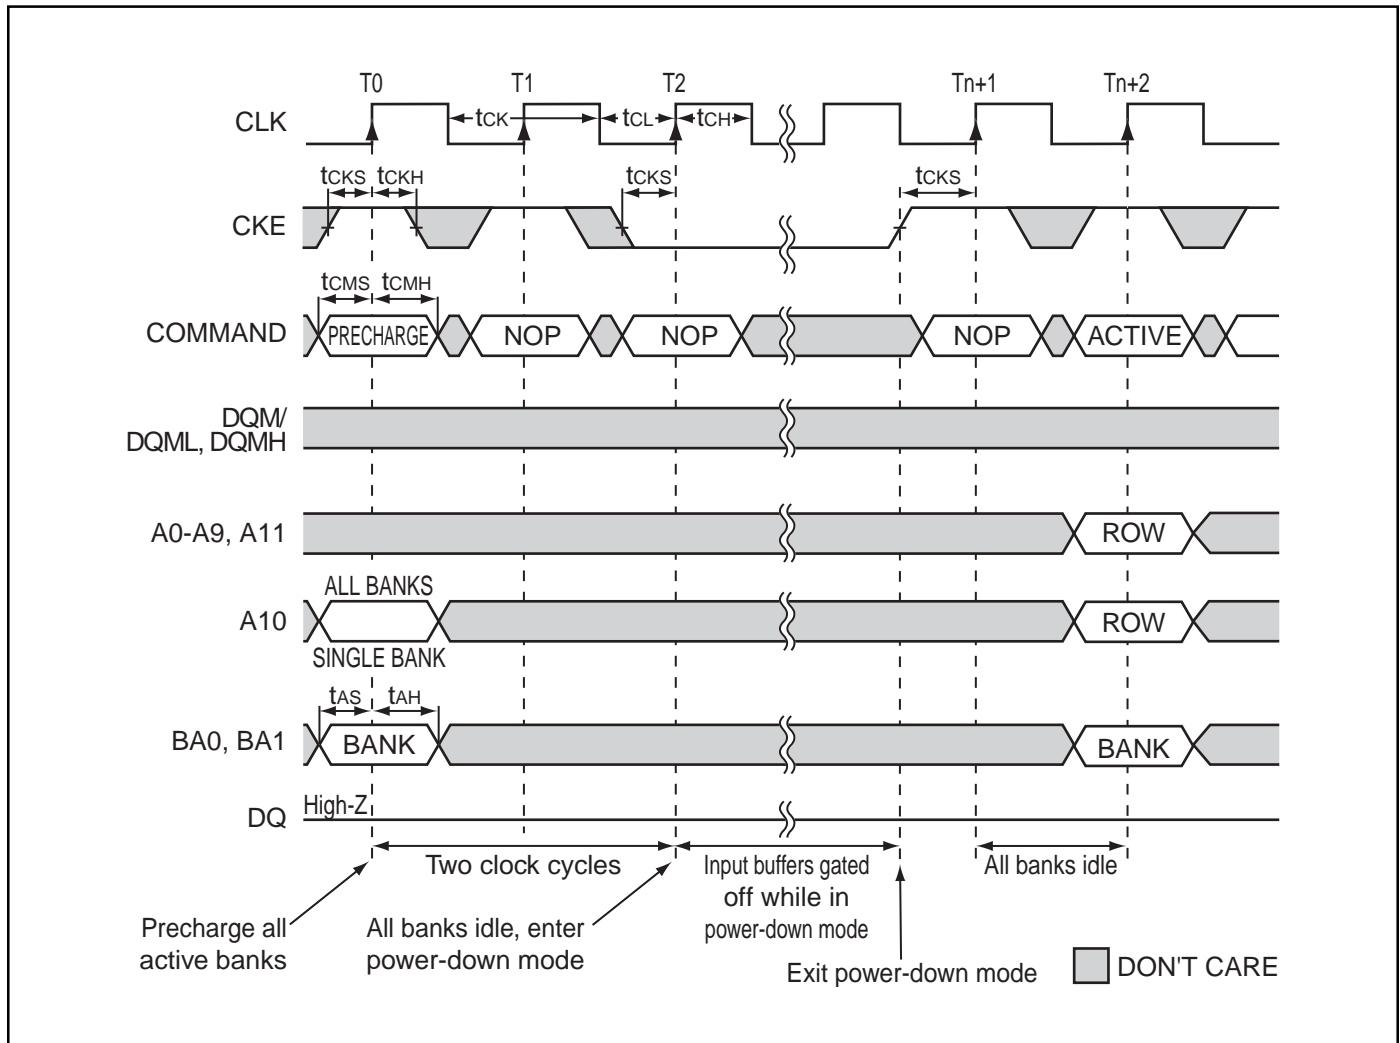 T0 T1 T2 Tn+1 Tn+2
CLK tCK tCL tCH
tCKS tCKH tCKS tCKS
CKE
tCMS tCMH
COMMAND PRECHARGE NOP NOP NOP ACTIVE
DQM/
DQML, DQMH
A0-A9, A11 ROW
ALL BANKS
A10 ROW
SINGLE BANK
tAS tAH
BA0, BA1 BANK BANK
DQ High-Z
Two clock cycles
Input buffers gated
off while in
power-down mode
All banks idle
Precharge all
active banks
All banks idle, enter
power-down mode
Exit power-down mode
DON'T CARE